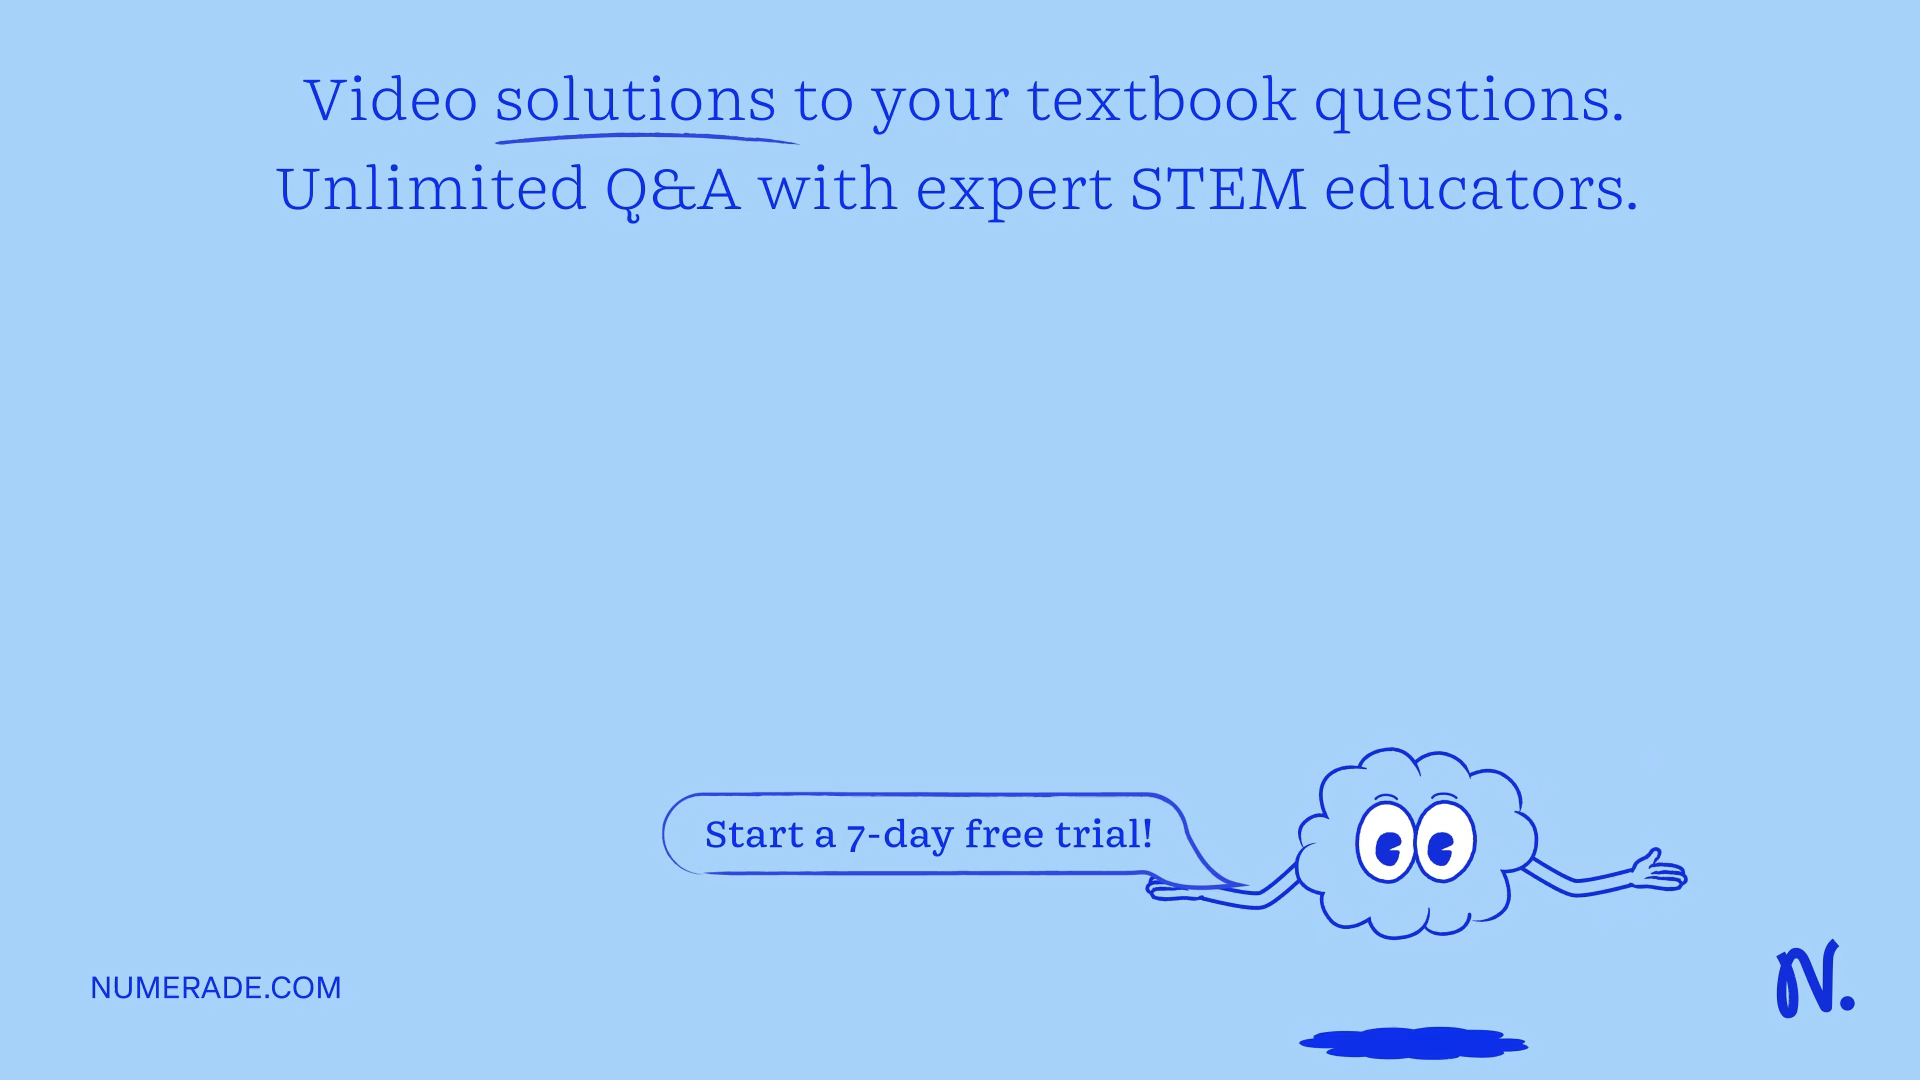 Video solutions to your textbook questions.
Unlimited Q&A with expert STEM educators.
Start a 7-day free trial!
NUMERADE.COM
N.